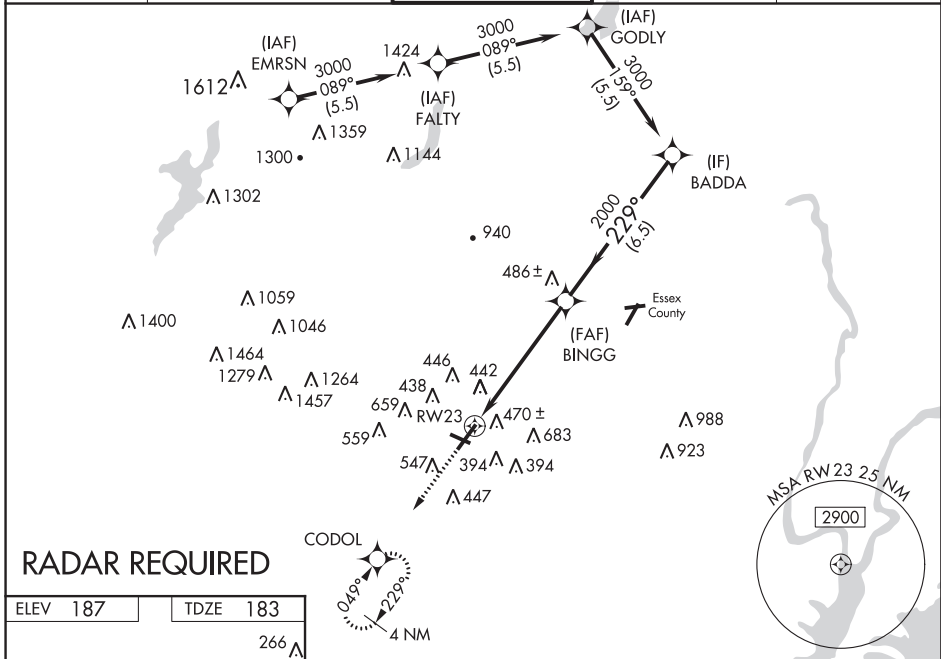 (IAF)
GODLY
3000
089°
(5.5)
(IAF)
EMRSN
1424
3000
089°
(5.5)
1612
(IAF)
FALTY
3000
159°
(5.5)
1359
1300
1144
(IF)
BADDA
1302
2000
229°
(6.5)
940
486±
1059
Essex
County
1400
1046
(FAF)
BINGG
1464
1279
1264
1457
446
442
438
659
RW23
470±
683
988
559
923
547
394
394
447
MSA RW 23 25 NM
2900
CODOL
RADAR REQUIRED
049°
229°
4 NM
ELEV 187
TDZE 183
266